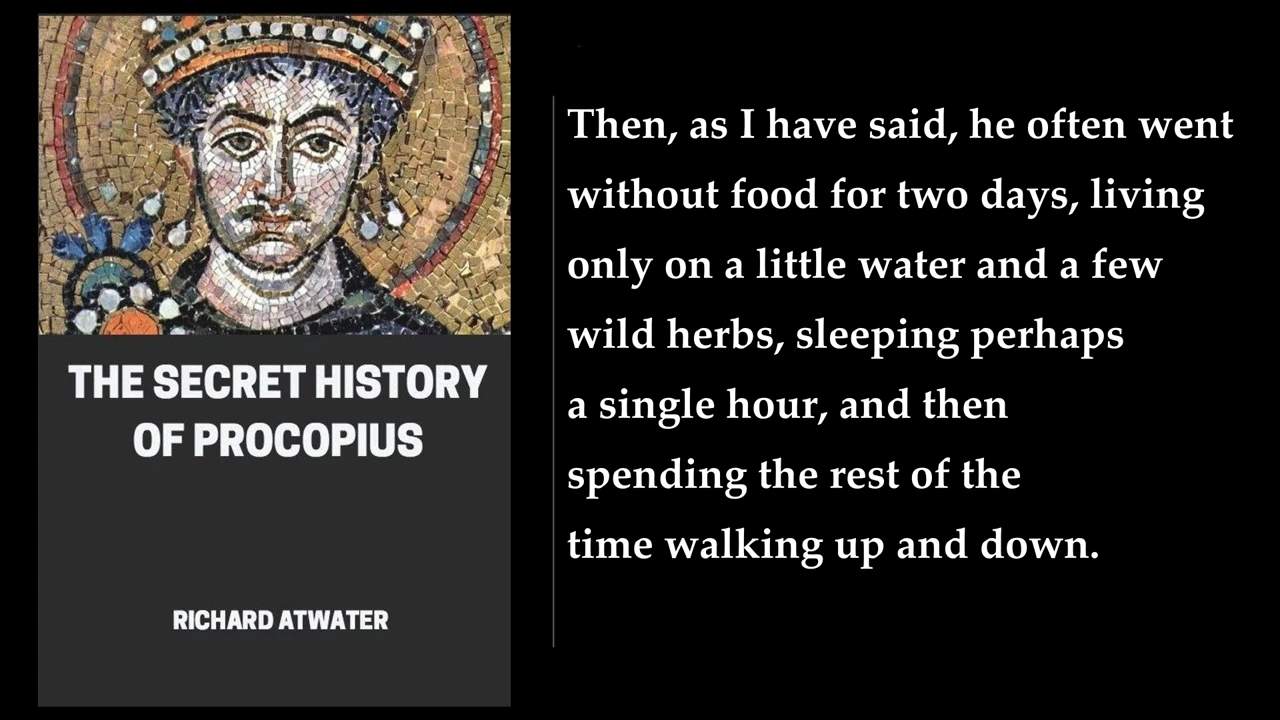 THE SECRET HISTORY
OF PROCOPIUS
RICHARD ATWATER
Then, as I have said, he often went
without food for two days, living
only on a little water and a few
wild herbs, sleeping perhaps
a single hour, and then
spending the rest of the
time walking up and down.